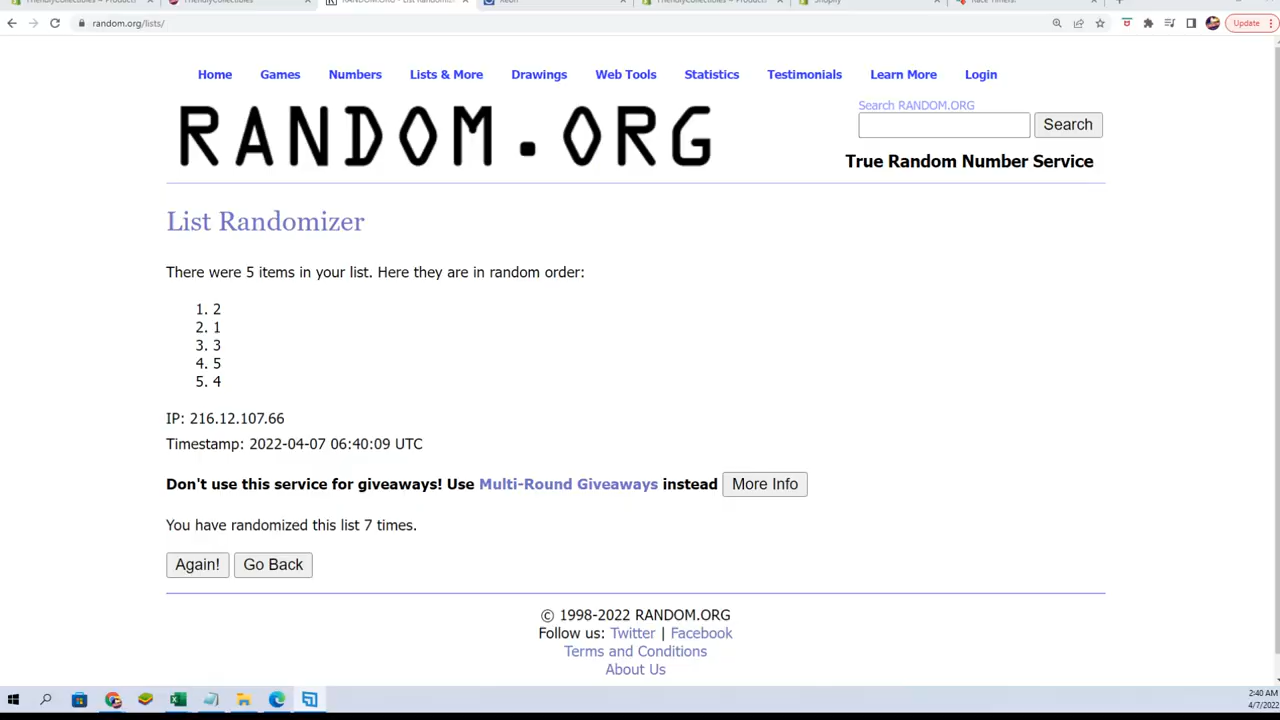 random.org/lists/
Update
Home Games Numbers Lists & More Drawings Web Tools Statistics Testimonials Learn More Login
RANDOM.ORG
Search RANDOM.ORG
Search
True Random Number Service
List Randomizer
There were 5 items in your list. Here they are in random order:
1. 2
2. 1
3. 3
4. 5
5. 4
IP: 216.12.107.66
Timestamp: 2022-04-07 06:40:09 UTC
Don't use this service for giveaways! Use Multi-Round Giveaways instead More Info
You have randomized this list 7 times.
Again! Go Back
© 1998-2022 RANDOM.ORG
Follow us: Twitter | Facebook
Terms and Conditions
About Us
2:40 AM
4/7/2022